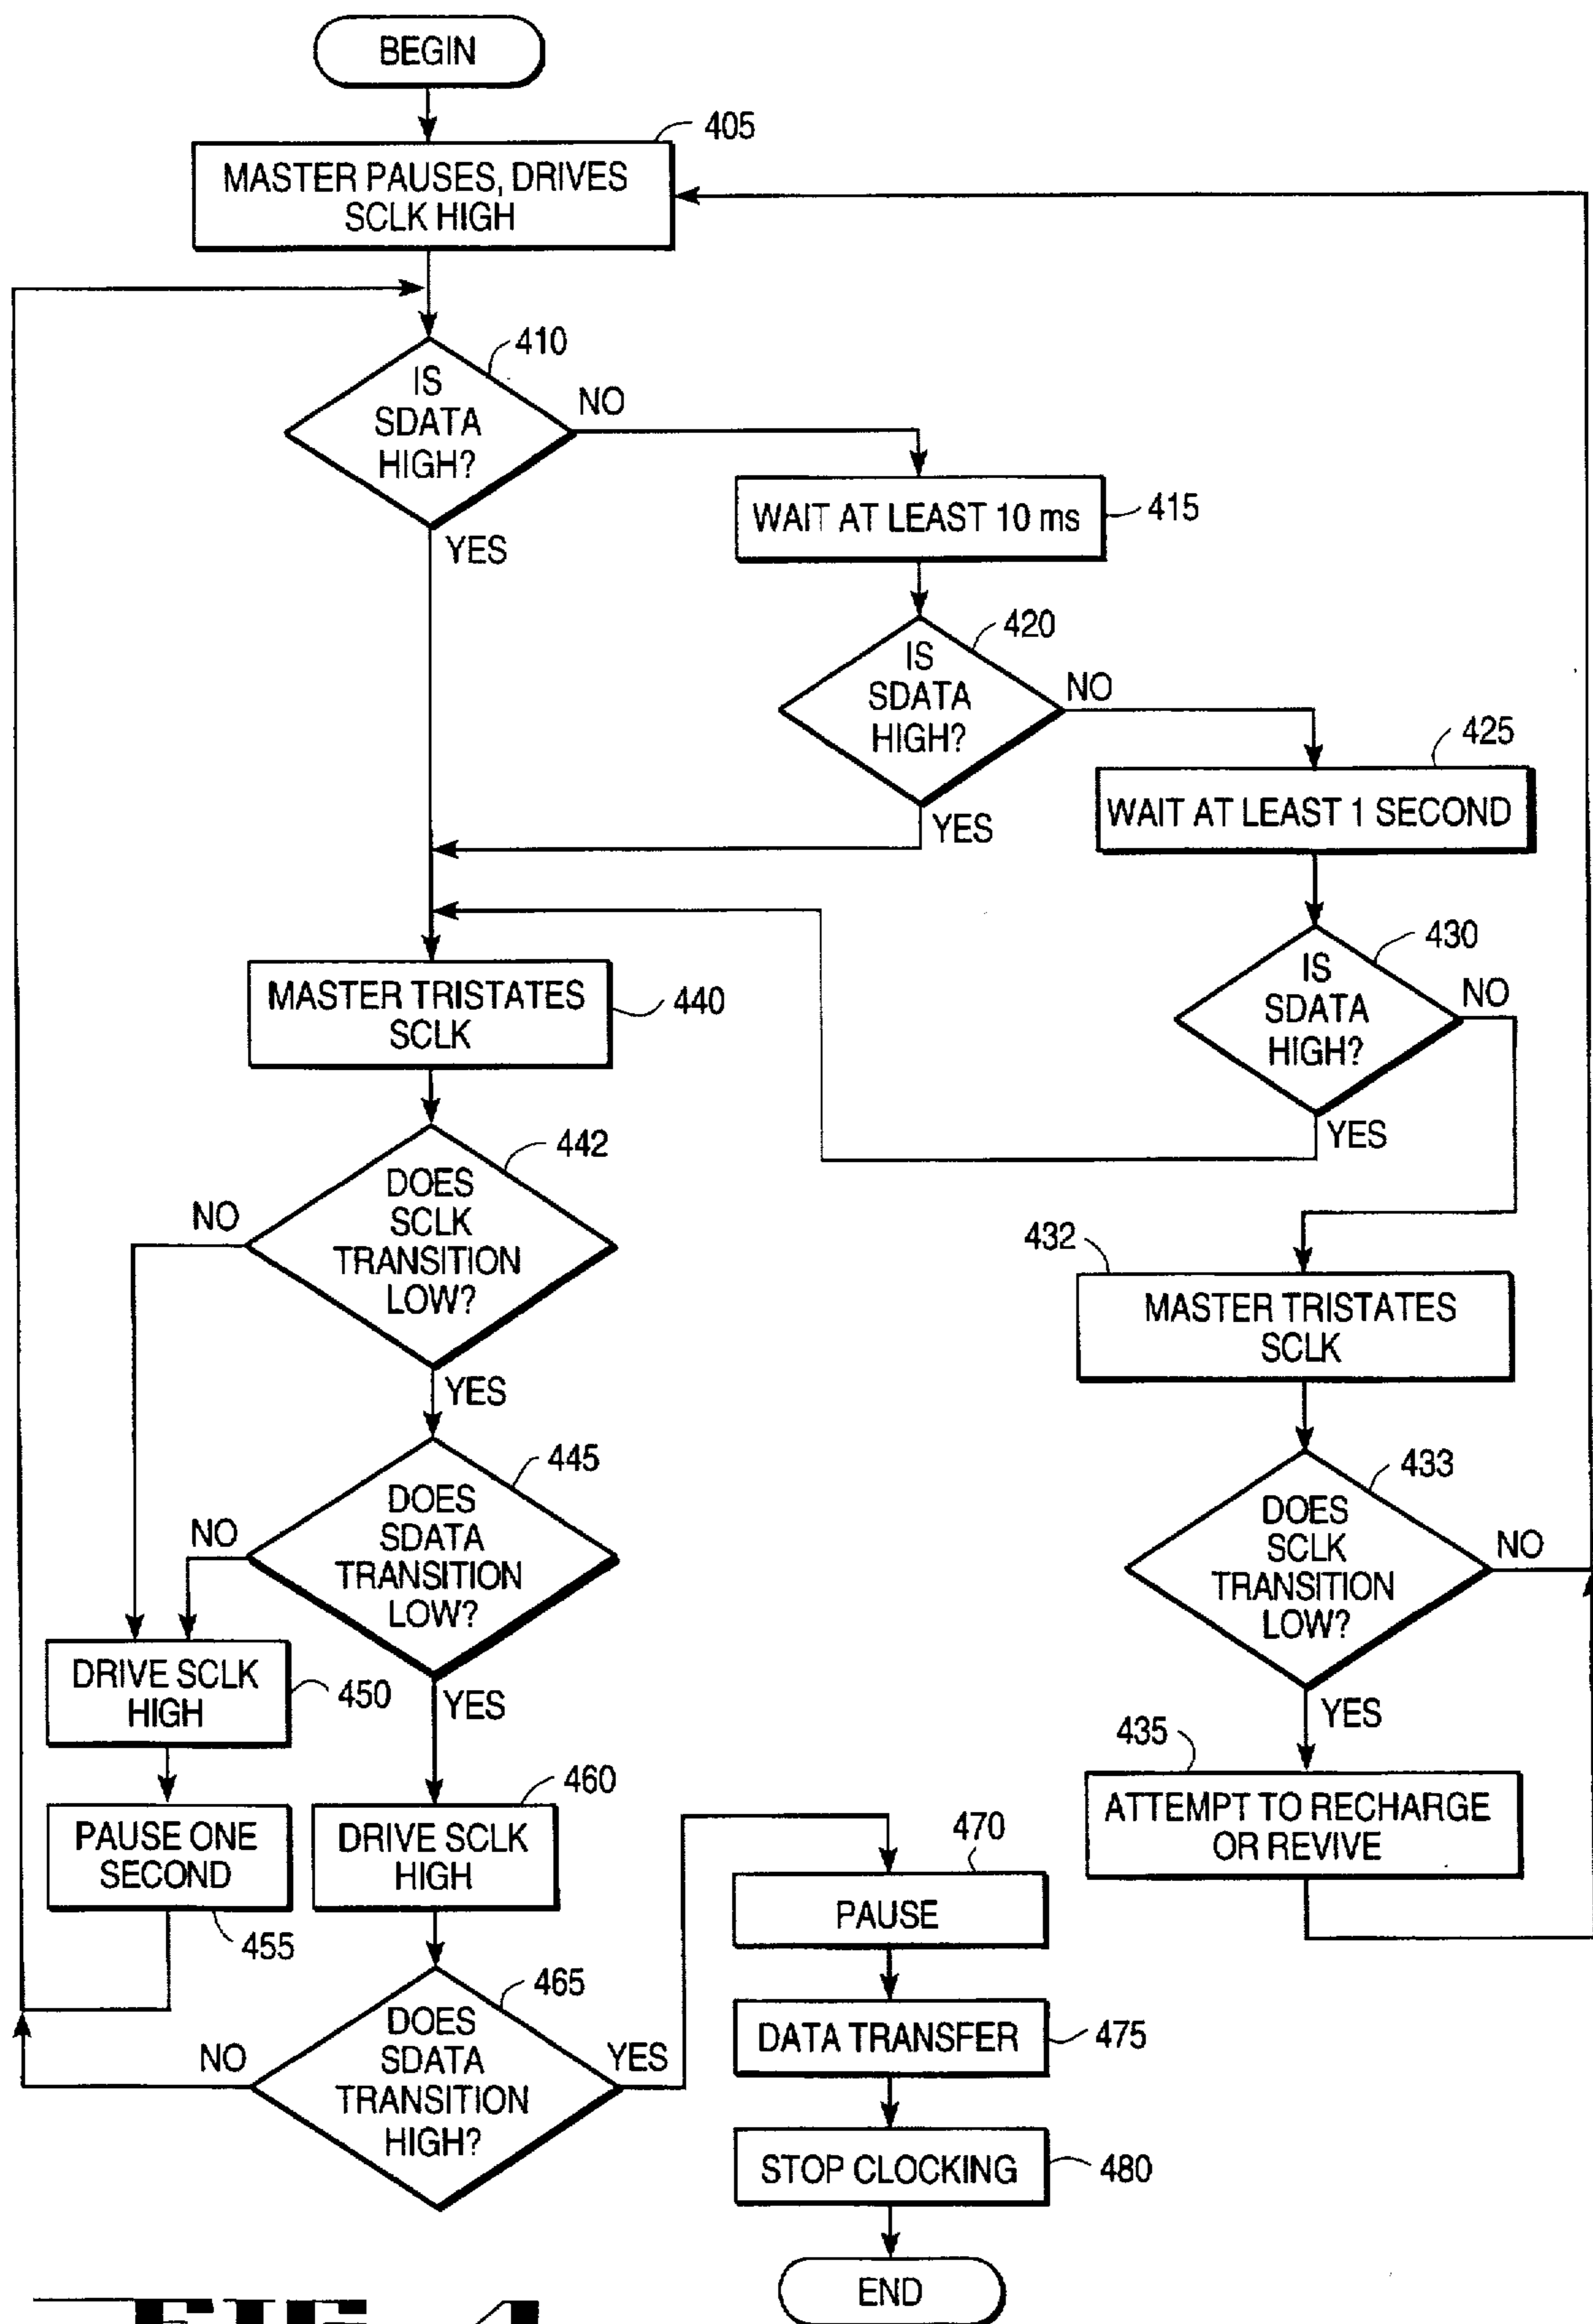 BEGIN
405
MASTER PAUSES, DRIVES
SCLK HIGH
410
IS
SDATA
HIGH?
NO
YES
WAIT AT LEAST 10 ms
415
420
IS
SDATA
HIGH?
NO
YES
425
WAIT AT LEAST 1 SECOND
430
IS
SDATA
HIGH?
NO
YES
MASTER TRISTATES
SCLK
440
442
DOES
SCLK
TRANSITION
LOW?
NO
YES
432
MASTER TRISTATES
SCLK
433
DOES
SCLK
TRANSITION
LOW?
NO
YES
435
ATTEMPT TO RECHARGE
OR REVIVE
445
DOES
SDATA
TRANSITION
LOW?
NO
YES
DRIVE SCLK
HIGH
450
PAUSE ONE
SECOND
455
460
DRIVE SCLK
HIGH
465
DOES
SDATA
TRANSITION
HIGH?
NO
YES
470
PAUSE
DATA TRANSFER
475
STOP CLOCKING
480
END
FIG 4